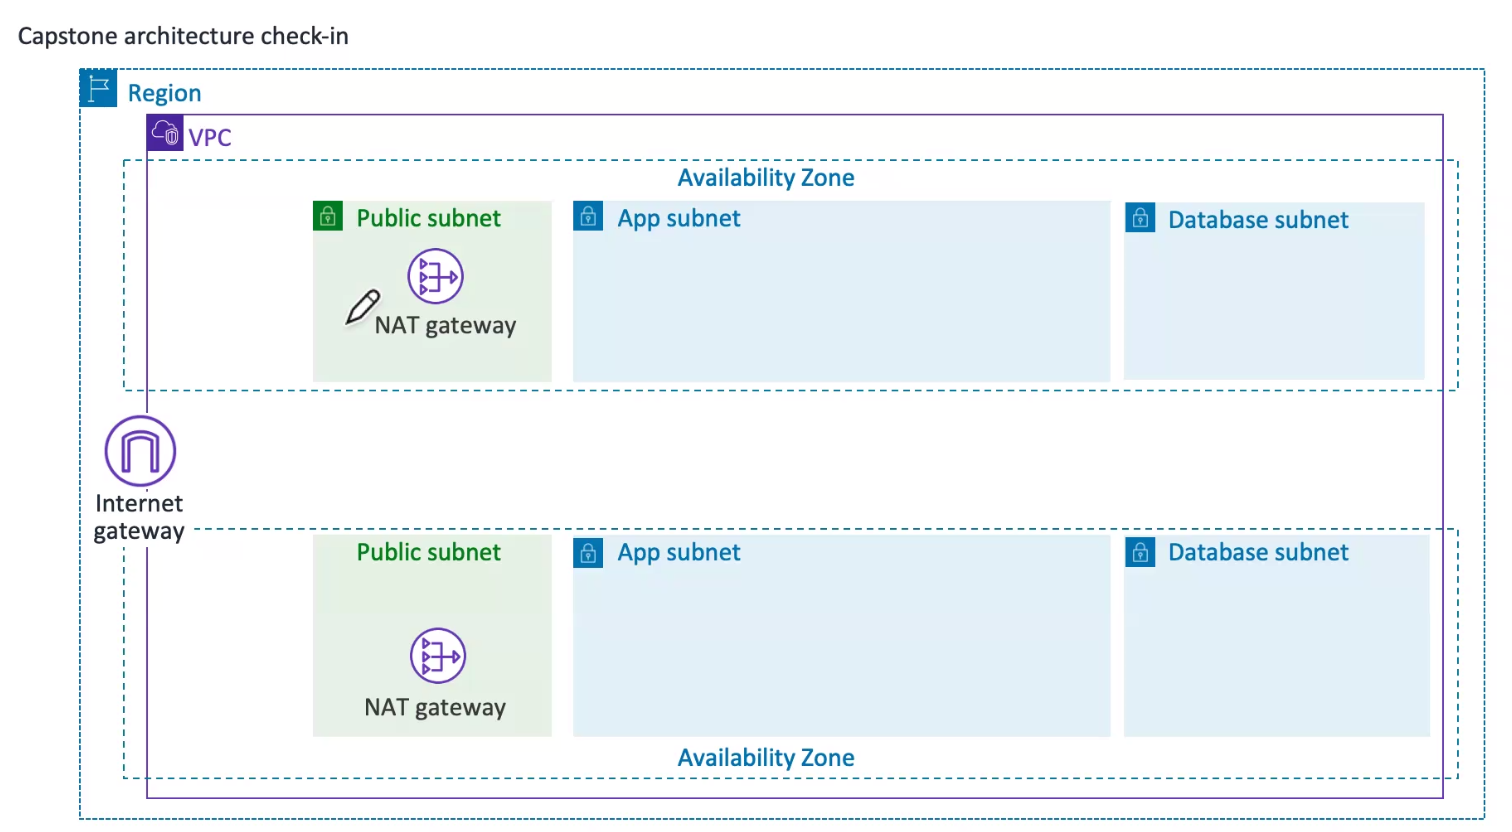 Capstone architecture check-in
Region
VPC
Availability Zone
Public subnet
App subnet
Database subnet
NAT gateway
Internet
gateway
Public subnet
App subnet
Database subnet
NAT gateway
Availability Zone